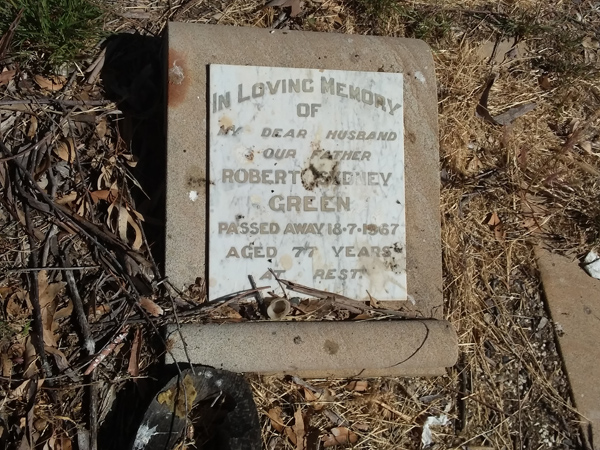 IN LOVING MEMORY
OF
MY DEAR HUSBAND
& OUR FATHER
ROBERT SYDNEY
GREEN
PASSED AWAY 18-7-1967
AGED 77 YEARS
AT REST